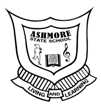 ASHMORE
STATE SCHOOL
LIVING AND LEARNING